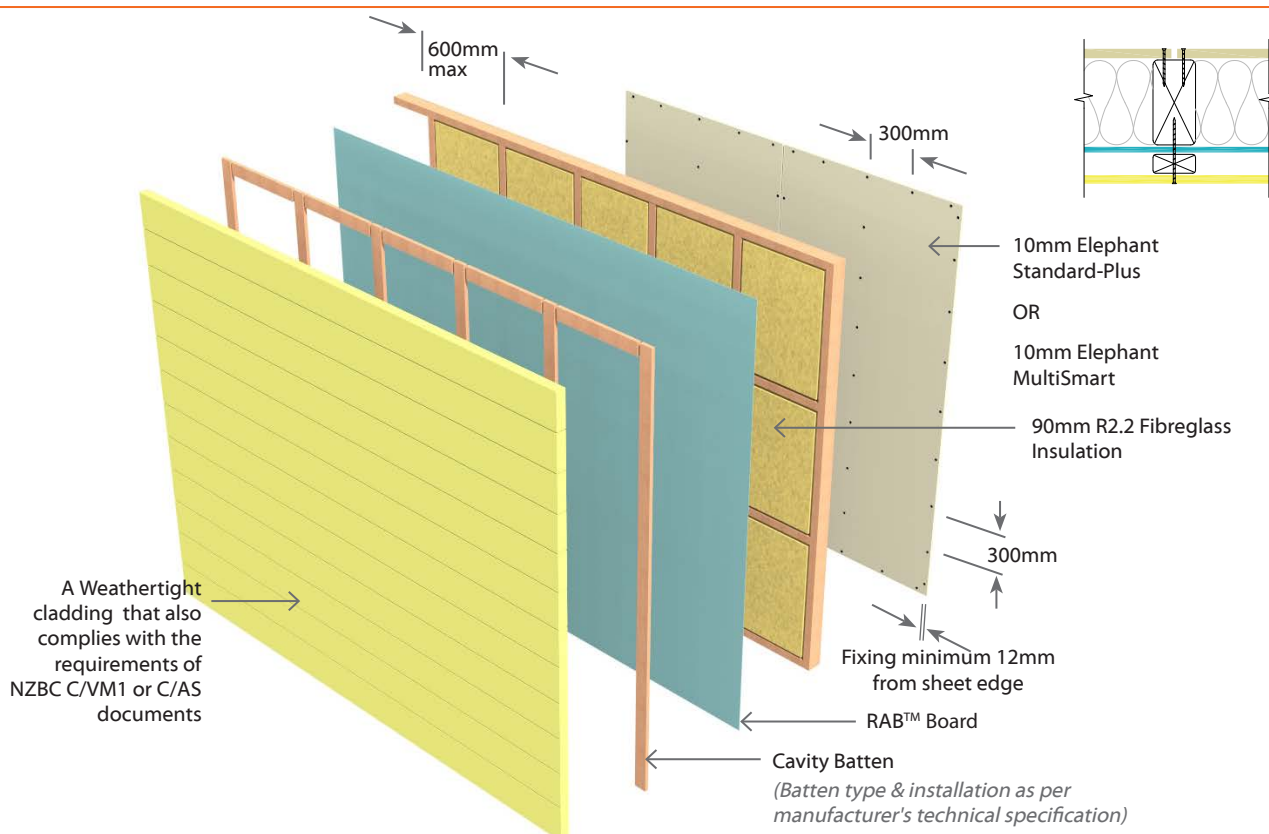 600mm
max
300mm
10mm Elephant
Standard-Plus
OR
10mm Elephant
MultiSmart
90mm R2.2 Fibreglass
Insulation
300mm
A Weathertight
cladding that also
complies with the
requirements of
NZBC C/VM1 or C/AS
documents
Fixing minimum 12mm
from sheet edge
RAB™ Board
Cavity Batten
(Batten type & installation as per
manufacturer's technical specification)